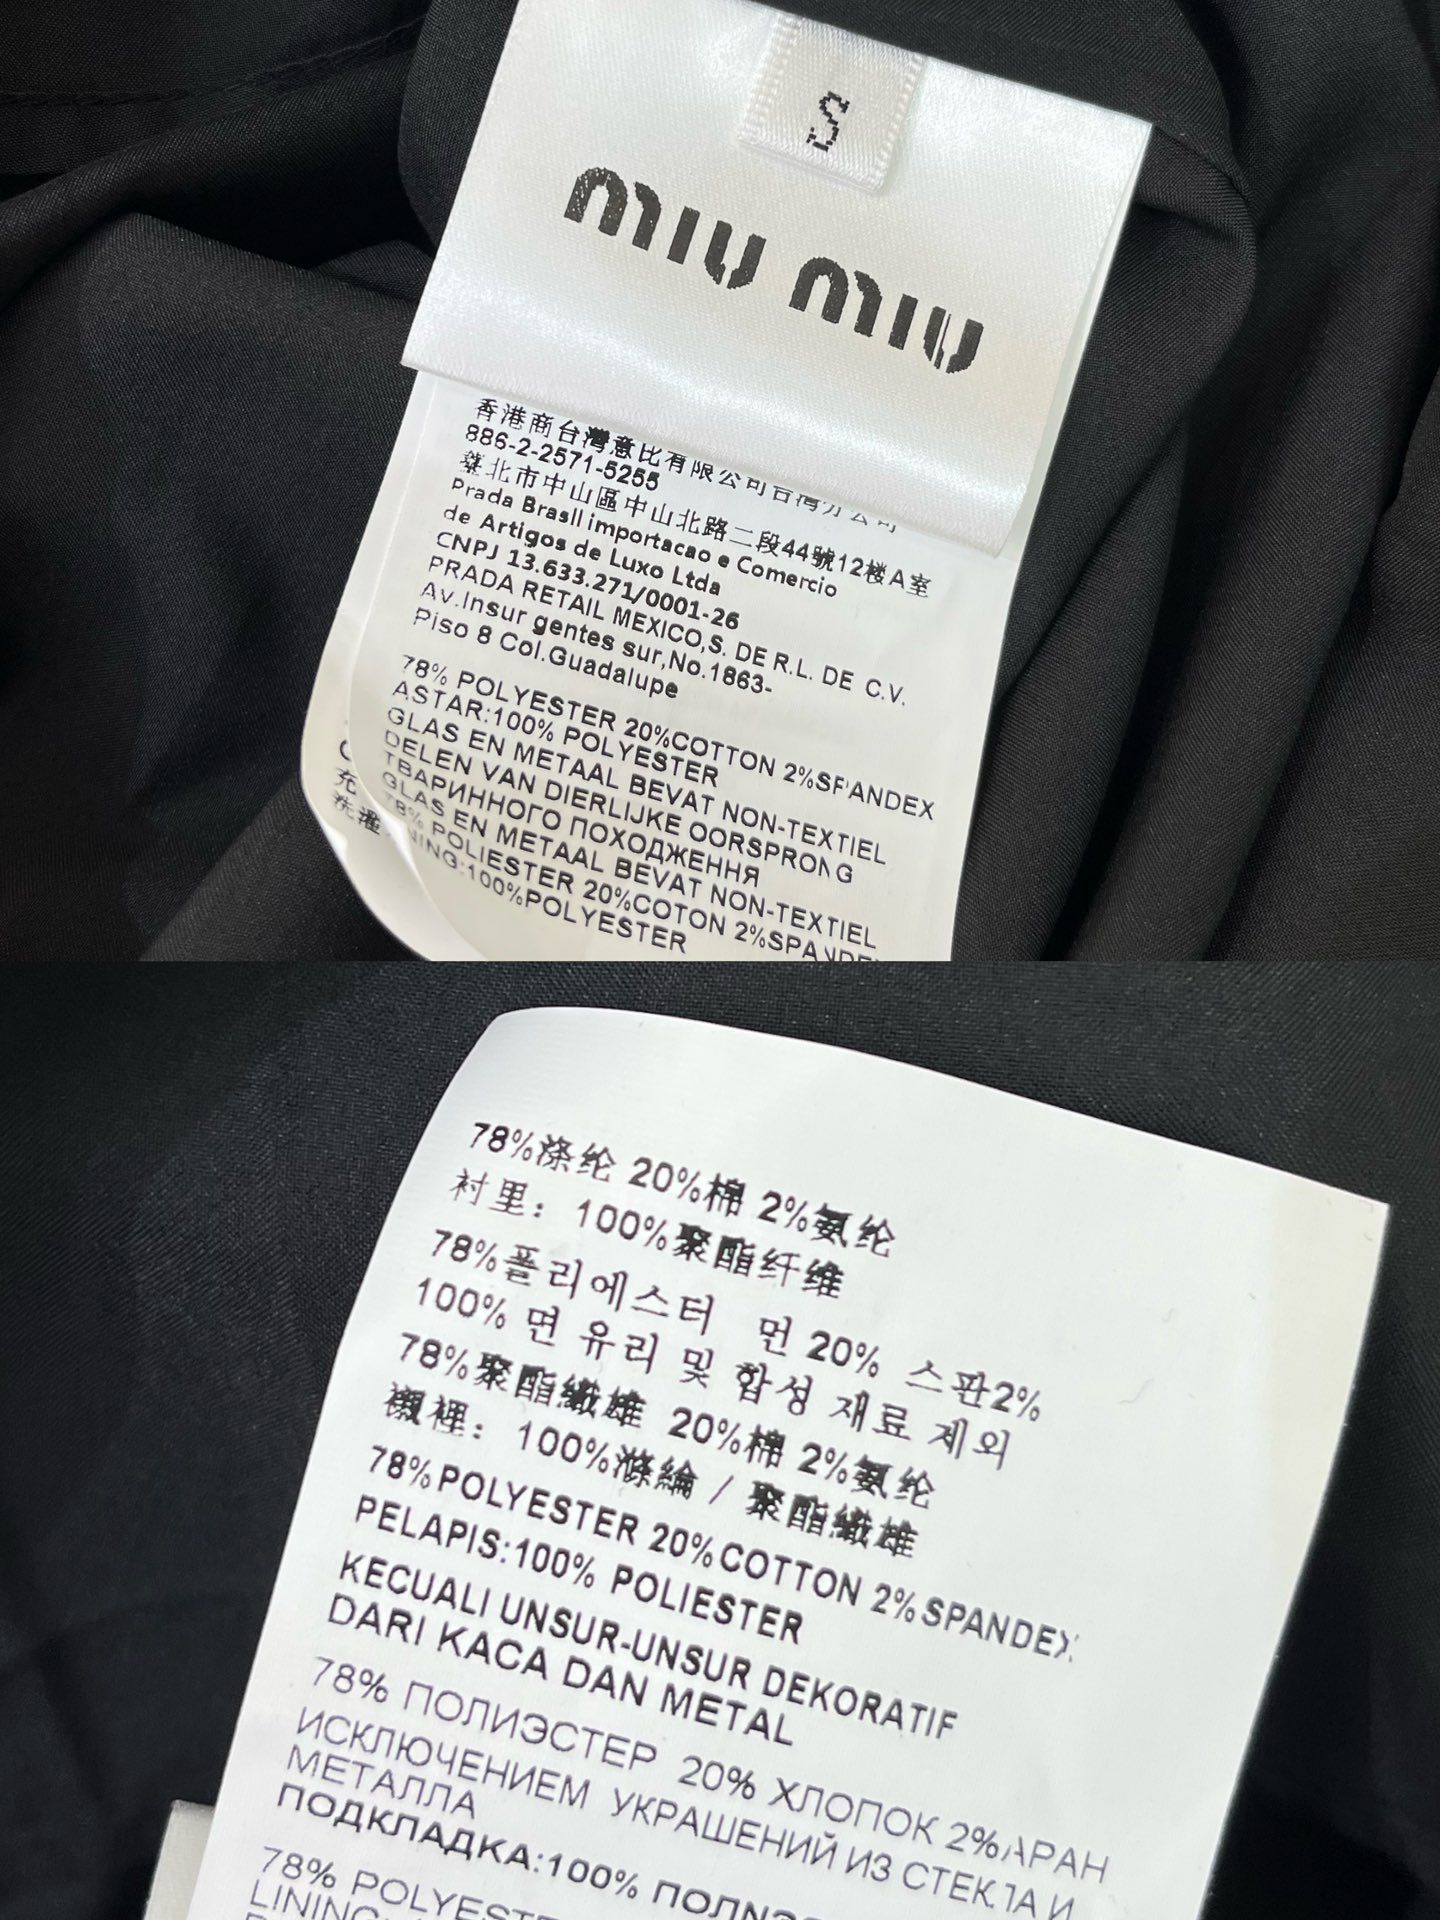 S
miu miu
香港商台灣意比有限公司台灣分公司
886-2-2571-5255
北市中山區中山北路二段44號12楼A室
Prada Brasil importacao e Comercio
de Artigos de Luxo Ltda
CNPJ 13.633.271/0001-26
PRADA RETAIL MEXICO,S. DE R.L. DE C.V.
Av.Insur gentes sur,No.1863-
Piso 8 Col.Guadalupe
78% POLYESTER 20%COTTON 2%SPANDEX
ASTAR:100% POLYESTER
GLAS EN METAAL BEVAT NON-TEXTIEL
DELEN VAN DIERLIJKE OORSPRONG
ТВАРИННОГО ПОХОДЖЕННЯ
GLAS EN METAAL BEVAT NON-TEXTIEL
78% POLIESTER 20%COTON 2%SPANDEX
NING:100%POLYESTER
充
洗滌
78%涤纶 20%棉 2%氨纶
衬里：100%聚酯纤维
78%폴리에스터 먼 20% 스판2%
100% 면 유리 및 합성 재료 제외
78%聚酯纖維 20%棉 2%氨纶
襯裡：100%滌綸 / 聚酯纖維
78%POLYESTER 20%COTTON 2%SPANDEX
PELAPIS:100% POLIESTER
KECUALI UNSUR-UNSUR DEKORATIF
DARI KACA DAN METAL
78% ПОЛИЭСТЕР 20% ХЛОПОК 2%АРАН
ИСКЛЮЧЕНИЕМ УКРАШЕНИЙ ИЗ СТЕКЛА И
МЕТАЛЛА
ПОДКЛАДКА:100% ПОЛИЭ
78% POLYESTE
LINING